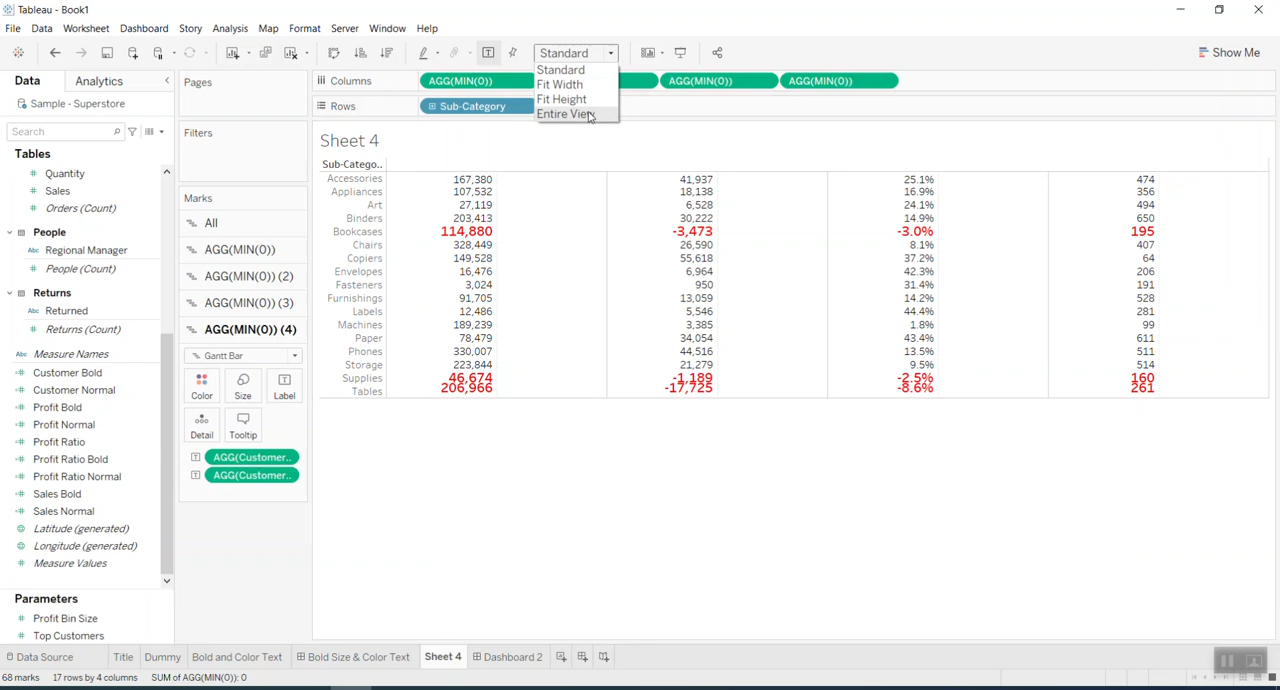 Tableau - Book1
File Data Worksheet Dashboard Story Analysis Map Format Server Window Help
Standard
Show Me
Standard
Fit Width
Fit Height
Entire View
Data
Analytics
Sample - Superstore
Search
Tables
Quantity
Sales
Orders (Count)
People
Abc Regional Manager
People (Count)
Returns
Abc Returned
Returns (Count)
Abc Measure Names
Customer Bold
Customer Normal
Profit Bold
Profit Normal
Profit Ratio
Profit Ratio Bold
Profit Ratio Normal
Sales Bold
Sales Normal
Latitude (generated)
Longitude (generated)
Measure Values
Parameters
Profit Bin Size
Top Customers
Pages
Filters
Marks
All
AGG(MIN(0))
AGG(MIN(0)) (2)
AGG(MIN(0)) (3)
AGG(MIN(0)) (4)
Gantt Bar
Color Size Label
Detail Tooltip
AGG(Customer..
AGG(Customer..
Columns AGG(MIN(0)) AGG(MIN(0)) AGG(MIN(0))
Rows Sub-Category
Sheet 4
Sub-Catego..
Accessories 167,380 41,937 25.1% 474
Appliances 107,532 18,138 16.9% 356
Art 27,119 6,528 24.1% 494
Binders 203,413 30,222 14.9% 650
Bookcases 114,880 -3,473 -3.0% 195
Chairs 328,449 26,590 8.1% 407
Copiers 149,528 55,618 37.2% 64
Envelopes 16,476 6,964 42.3% 206
Fasteners 3,024 950 31.4% 191
Furnishings 91,705 13,059 14.2% 528
Labels 12,486 5,546 44.4% 281
Machines 189,239 3,385 1.8% 99
Paper 78,479 34,054 43.4% 611
Phones 330,007 44,516 13.5% 511
Storage 223,844 21,279 9.5% 514
Supplies 46,674 -1,189 -2.5% 160
Tables 206,966 -17,725 -8.6% 261
Data Source Title Dummy Bold and Color Text Bold Size & Color Text Sheet 4 Dashboard 2
68 marks 17 rows by 4 columns SUM of AGG(MIN(0)): 0